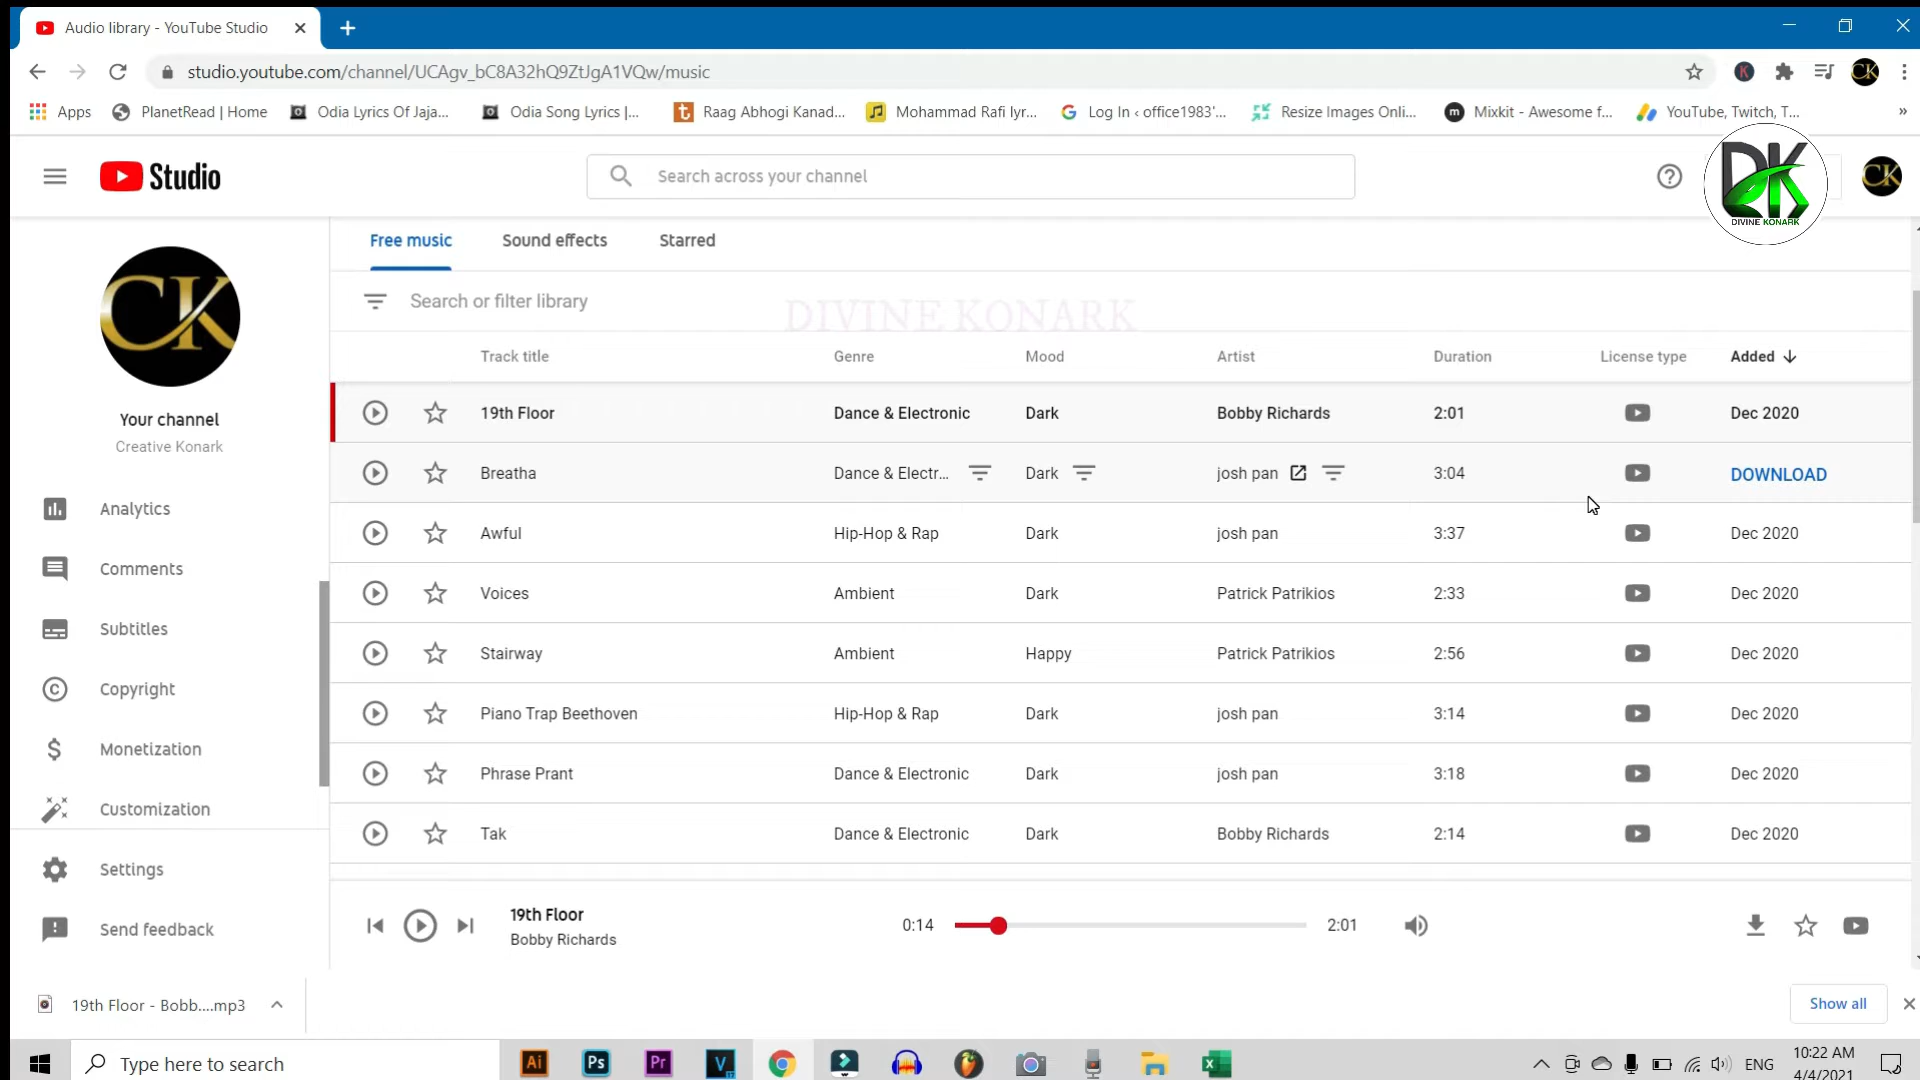 Audio library - YouTube Studio
studio.youtube.com/channel/UCAgv_bC8A32hQ9ZtJgA1VQw/music
Apps PlanetRead | Home Odia Lyrics Of Jaja... Odia Song Lyrics |... Raag Abhogi Kanad... Mohammad Rafi lyr... Log In ‹ office1983'... Resize Images Onli... Mixkit - Awesome f... YouTube, Twitch, T... »
Studio
Search across your channel
DK
DIVINE KONARK
CK
Free music Sound effects Starred
Search or filter library
DIVINE KONARK
Track title Genre Mood Artist Duration License type Added
19th Floor Dance & Electronic Dark Bobby Richards 2:01 Dec 2020
Breatha Dance & Electr... Dark josh pan 3:04 DOWNLOAD
Awful Hip-Hop & Rap Dark josh pan 3:37 Dec 2020
Voices Ambient Dark Patrick Patrikios 2:33 Dec 2020
Stairway Ambient Happy Patrick Patrikios 2:56 Dec 2020
Piano Trap Beethoven Hip-Hop & Rap Dark josh pan 3:14 Dec 2020
Phrase Prant Dance & Electronic Dark josh pan 3:18 Dec 2020
Tak Dance & Electronic Dark Bobby Richards 2:14 Dec 2020
CK
Your channel
Creative Konark
Analytics
Comments
Subtitles
Copyright
Monetization
Customization
Settings
Send feedback
19th Floor
Bobby Richards
0:14 2:01
19th Floor - Bobb....mp3
Show all
Type here to search
Ai Ps Pr V
ENG
10:22 AM
4/4/2021